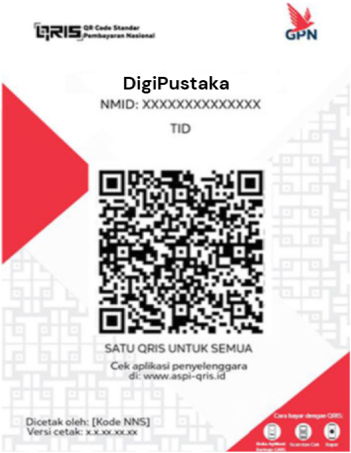 QRIS QR Code Standar
Pembayaran Nasional
GPN
DigiPustaka
NMID: XXXXXXXXXXXXXX
TID
SATU QRIS UNTUK SEMUA
Cek aplikasi penyelenggara
di: www.aspi-qris.id
Dicetak oleh: [Kode NNS]
Versi cetak: x.x.xx.xx.xx
Cara bayar dengan QRIS: